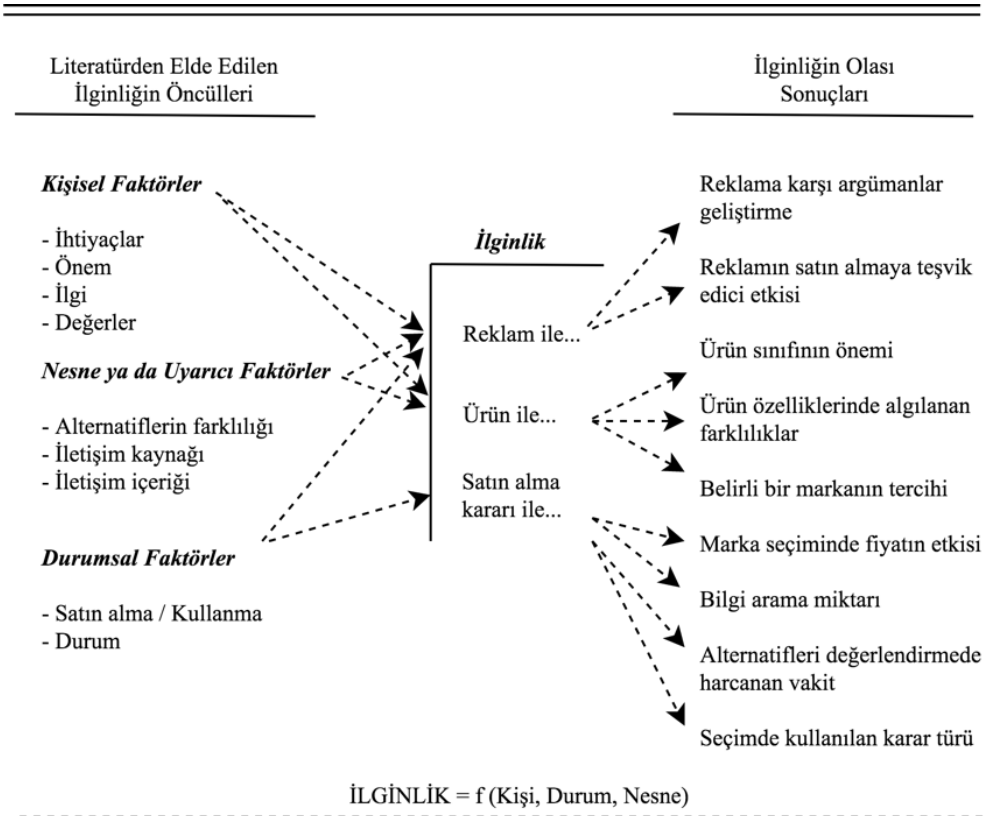 Literatürden Elde Edilen
İlginliğin Öncülleri
Kişisel Faktörler
- İhtiyaçlar
- Önem
- İlgi
- Değerler
Nesne ya da Uyarıcı Faktörler
- Alternatiflerin farklılığı
- İletişim kaynağı
- İletişim içeriği
Durumsal Faktörler
- Satın alma / Kullanma
- Durum
İlginlik
Reklam ile...
Ürün ile...
Satın alma
kararı ile...
İlginliğin Olası
Sonuçları
Reklama karşı argümanlar
geliştirme
Reklamın satın almaya teşvik
edici etkisi
Ürün sınıfının önemi
Ürün özelliklerinde algılanan
farklılıklar
Belirli bir markanın tercihi
Marka seçiminde fiyatın etkisi
Bilgi arama miktarı
Alternatifleri değerlendirmede
harcanan vakit
Seçimde kullanılan karar türü
İLGİNLİK = f (Kişi, Durum, Nesne)